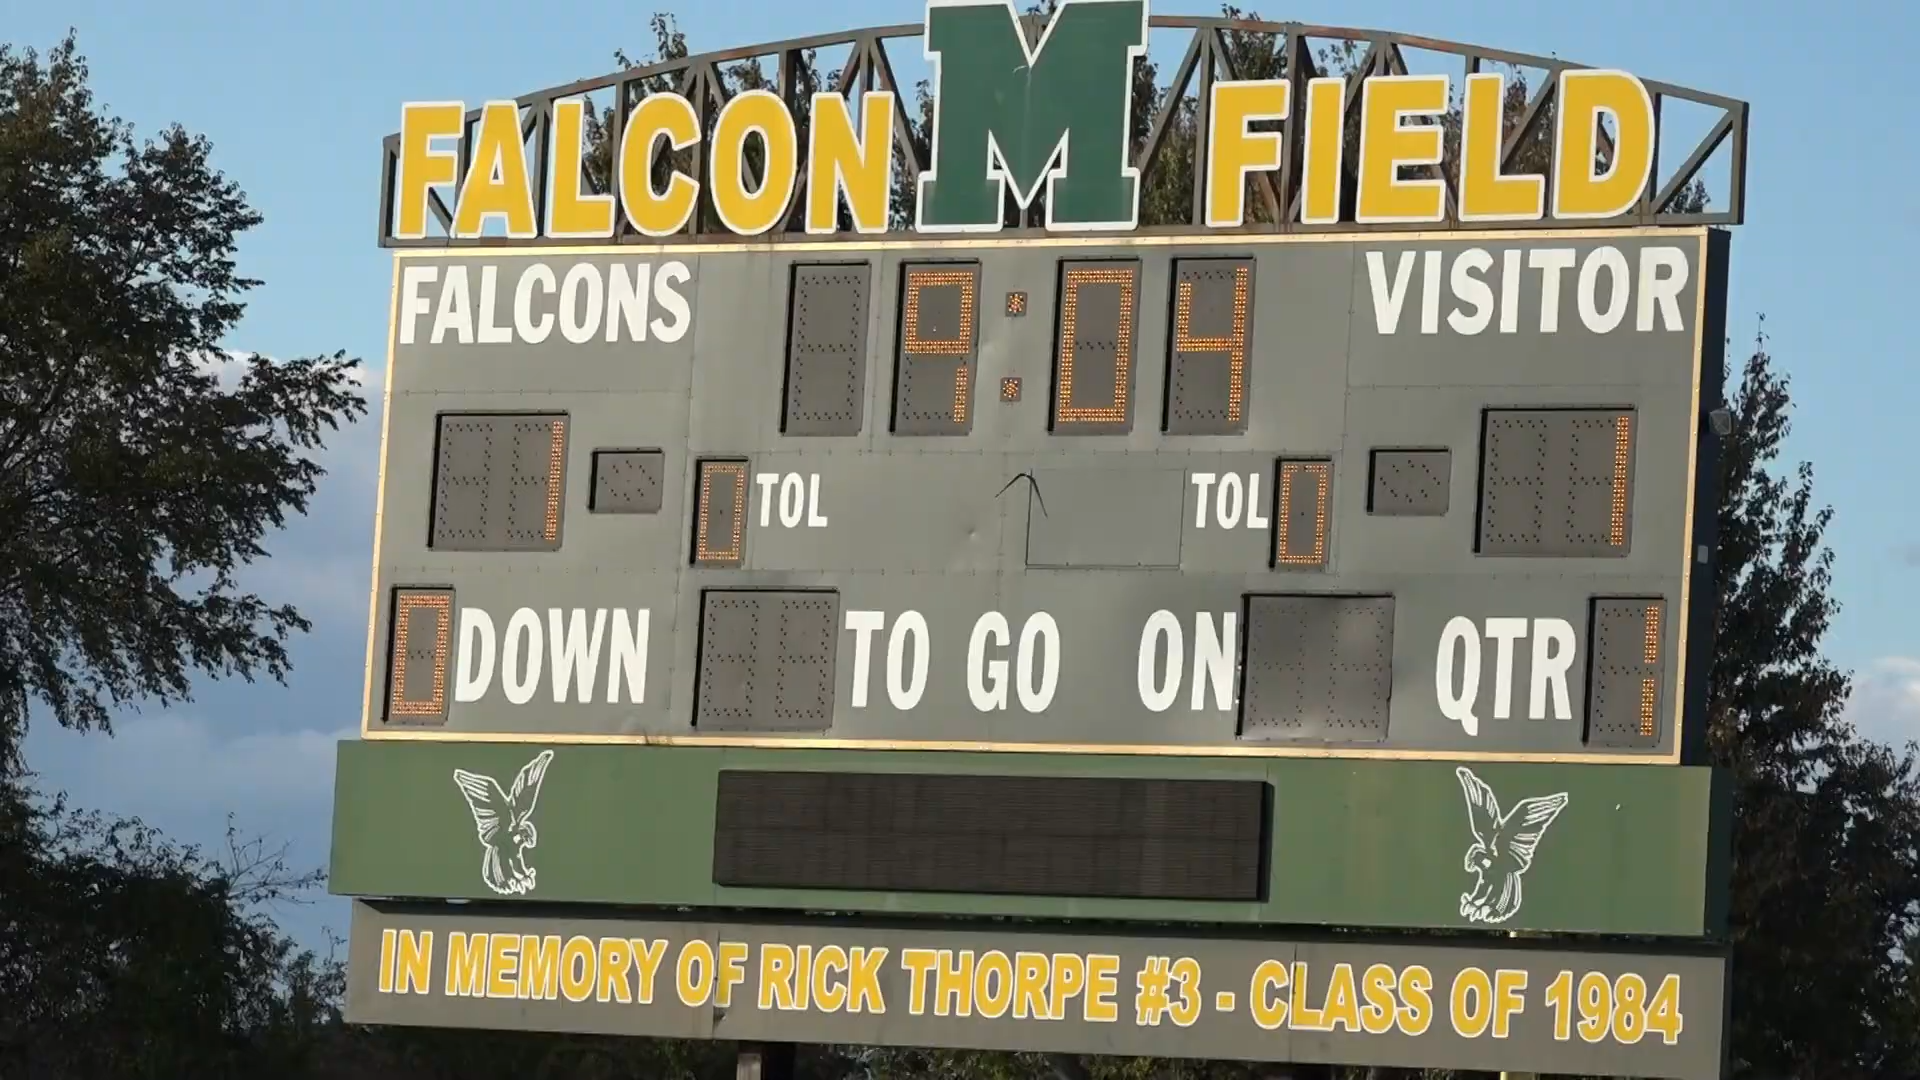 FALCON M FIELD
FALCONS 9:04 VISITOR
1 0 TOL TOL 0 1
0 DOWN TO GO ON QTR 1
IN MEMORY OF RICK THORPE #3 - CLASS OF 1984